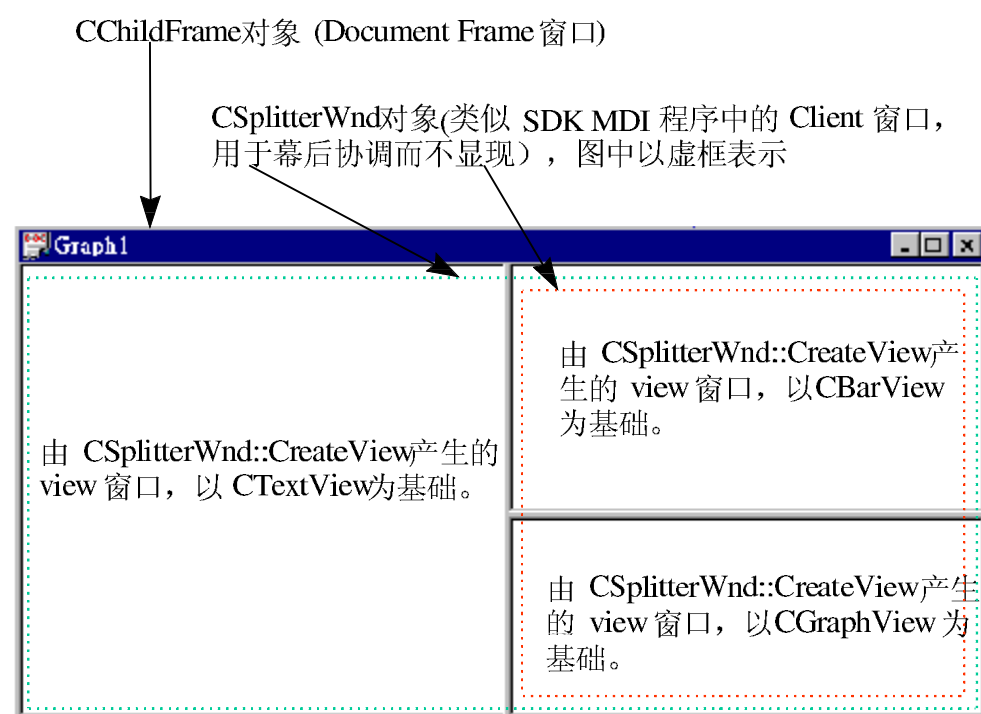 CChildFrame对象 (Document Frame 窗口)
CSplitterWnd对象(类似 SDK MDI 程序中的 Client 窗口，
用于幕后协调而不显现），图中以虚框表示
Graph1
由 CSplitterWnd::CreateView产
生的 view 窗口，以CBarView
为基础。
由 CSplitterWnd::CreateView产生的
view 窗口，以 CTextView为基础。
由 CSplitterWnd::CreateView产生
的 view 窗口，以CGraphView 为
基础。